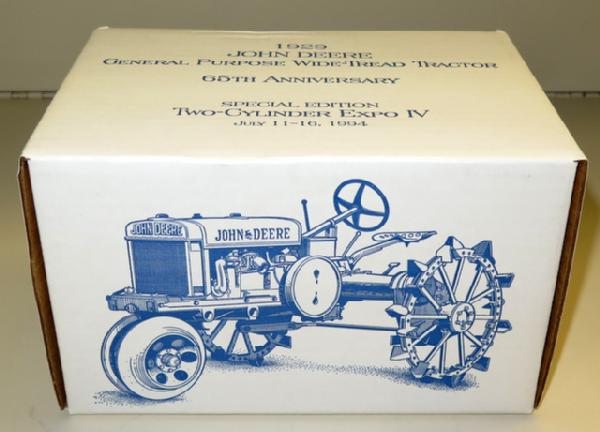 1929
JOHN DEERE
GENERAL PURPOSE WIDE-TREAD TRACTOR
65TH ANNIVERSARY
SPECIAL EDITION
TWO-CYLINDER EXPO IV
JULY 11-16, 1994
JOHN DEERE
JOHN DEERE